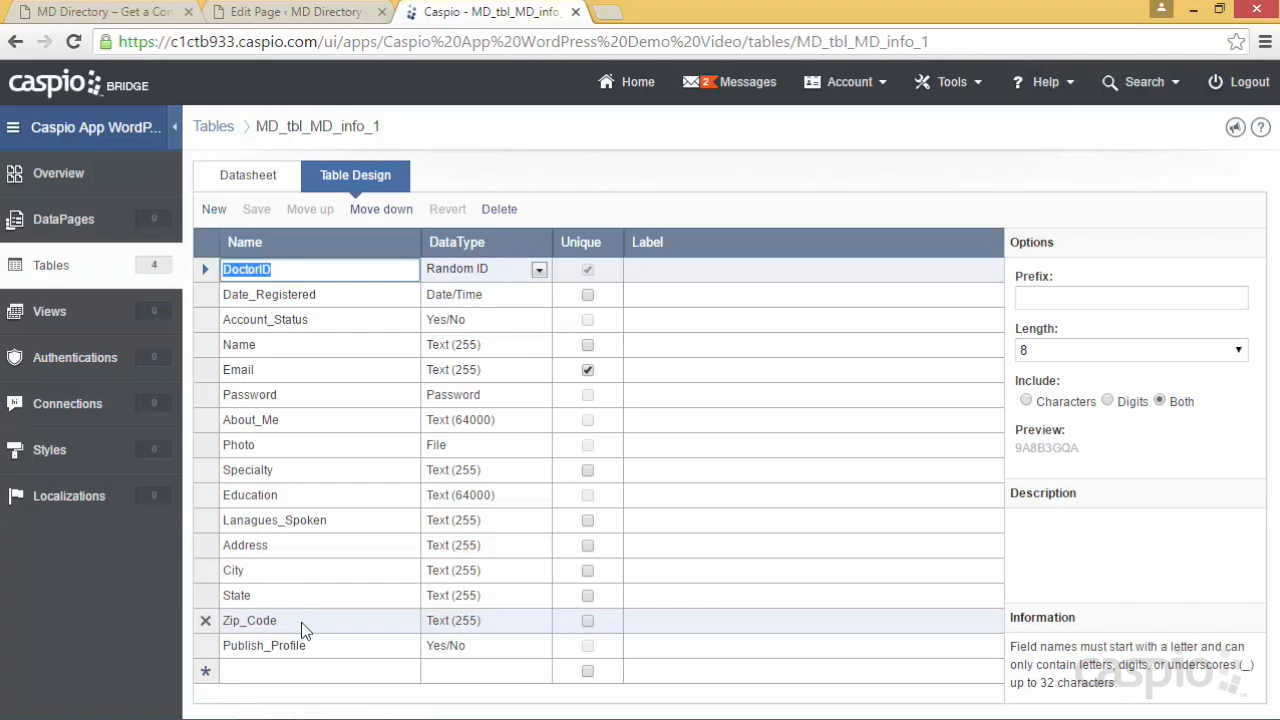 MD Directory – Get a Con
Edit Page ‹ MD Directory
Caspio - MD_tbl_MD_info_
https://c1ctb933.caspio.com/ui/apps/Caspio%20App%20WordPress%20Demo%20Video/tables/MD_tbl_MD_info_1
caspio BRIDGE
Home
2 Messages
Account
Tools
? Help
Search
Logout
Caspio App WordP...
Tables > MD_tbl_MD_info_1
?
Overview
DataPages 0
Tables 4
Views 0
Authentications 0
Connections 0
Styles 0
Localizations 0
Datasheet Table Design
New Save Move up Move down Revert Delete
Name DataType Unique Label
DoctorID Random ID
Date_Registered Date/Time
Account_Status Yes/No
Name Text (255)
Email Text (255)
Password Password
About_Me Text (64000)
Photo File
Specialty Text (255)
Education Text (64000)
Lanagues_Spoken Text (255)
Address Text (255)
City Text (255)
State Text (255)
Zip_Code Text (255)
Publish_Profile Yes/No
*
Options
Prefix:
Length:
8
Include:
Characters Digits Both
Preview:
9A8B3GQA
Description
Information
Field names must start with a letter and can
only contain letters, digits, or underscores (_)
up to 32 characters.
caspio